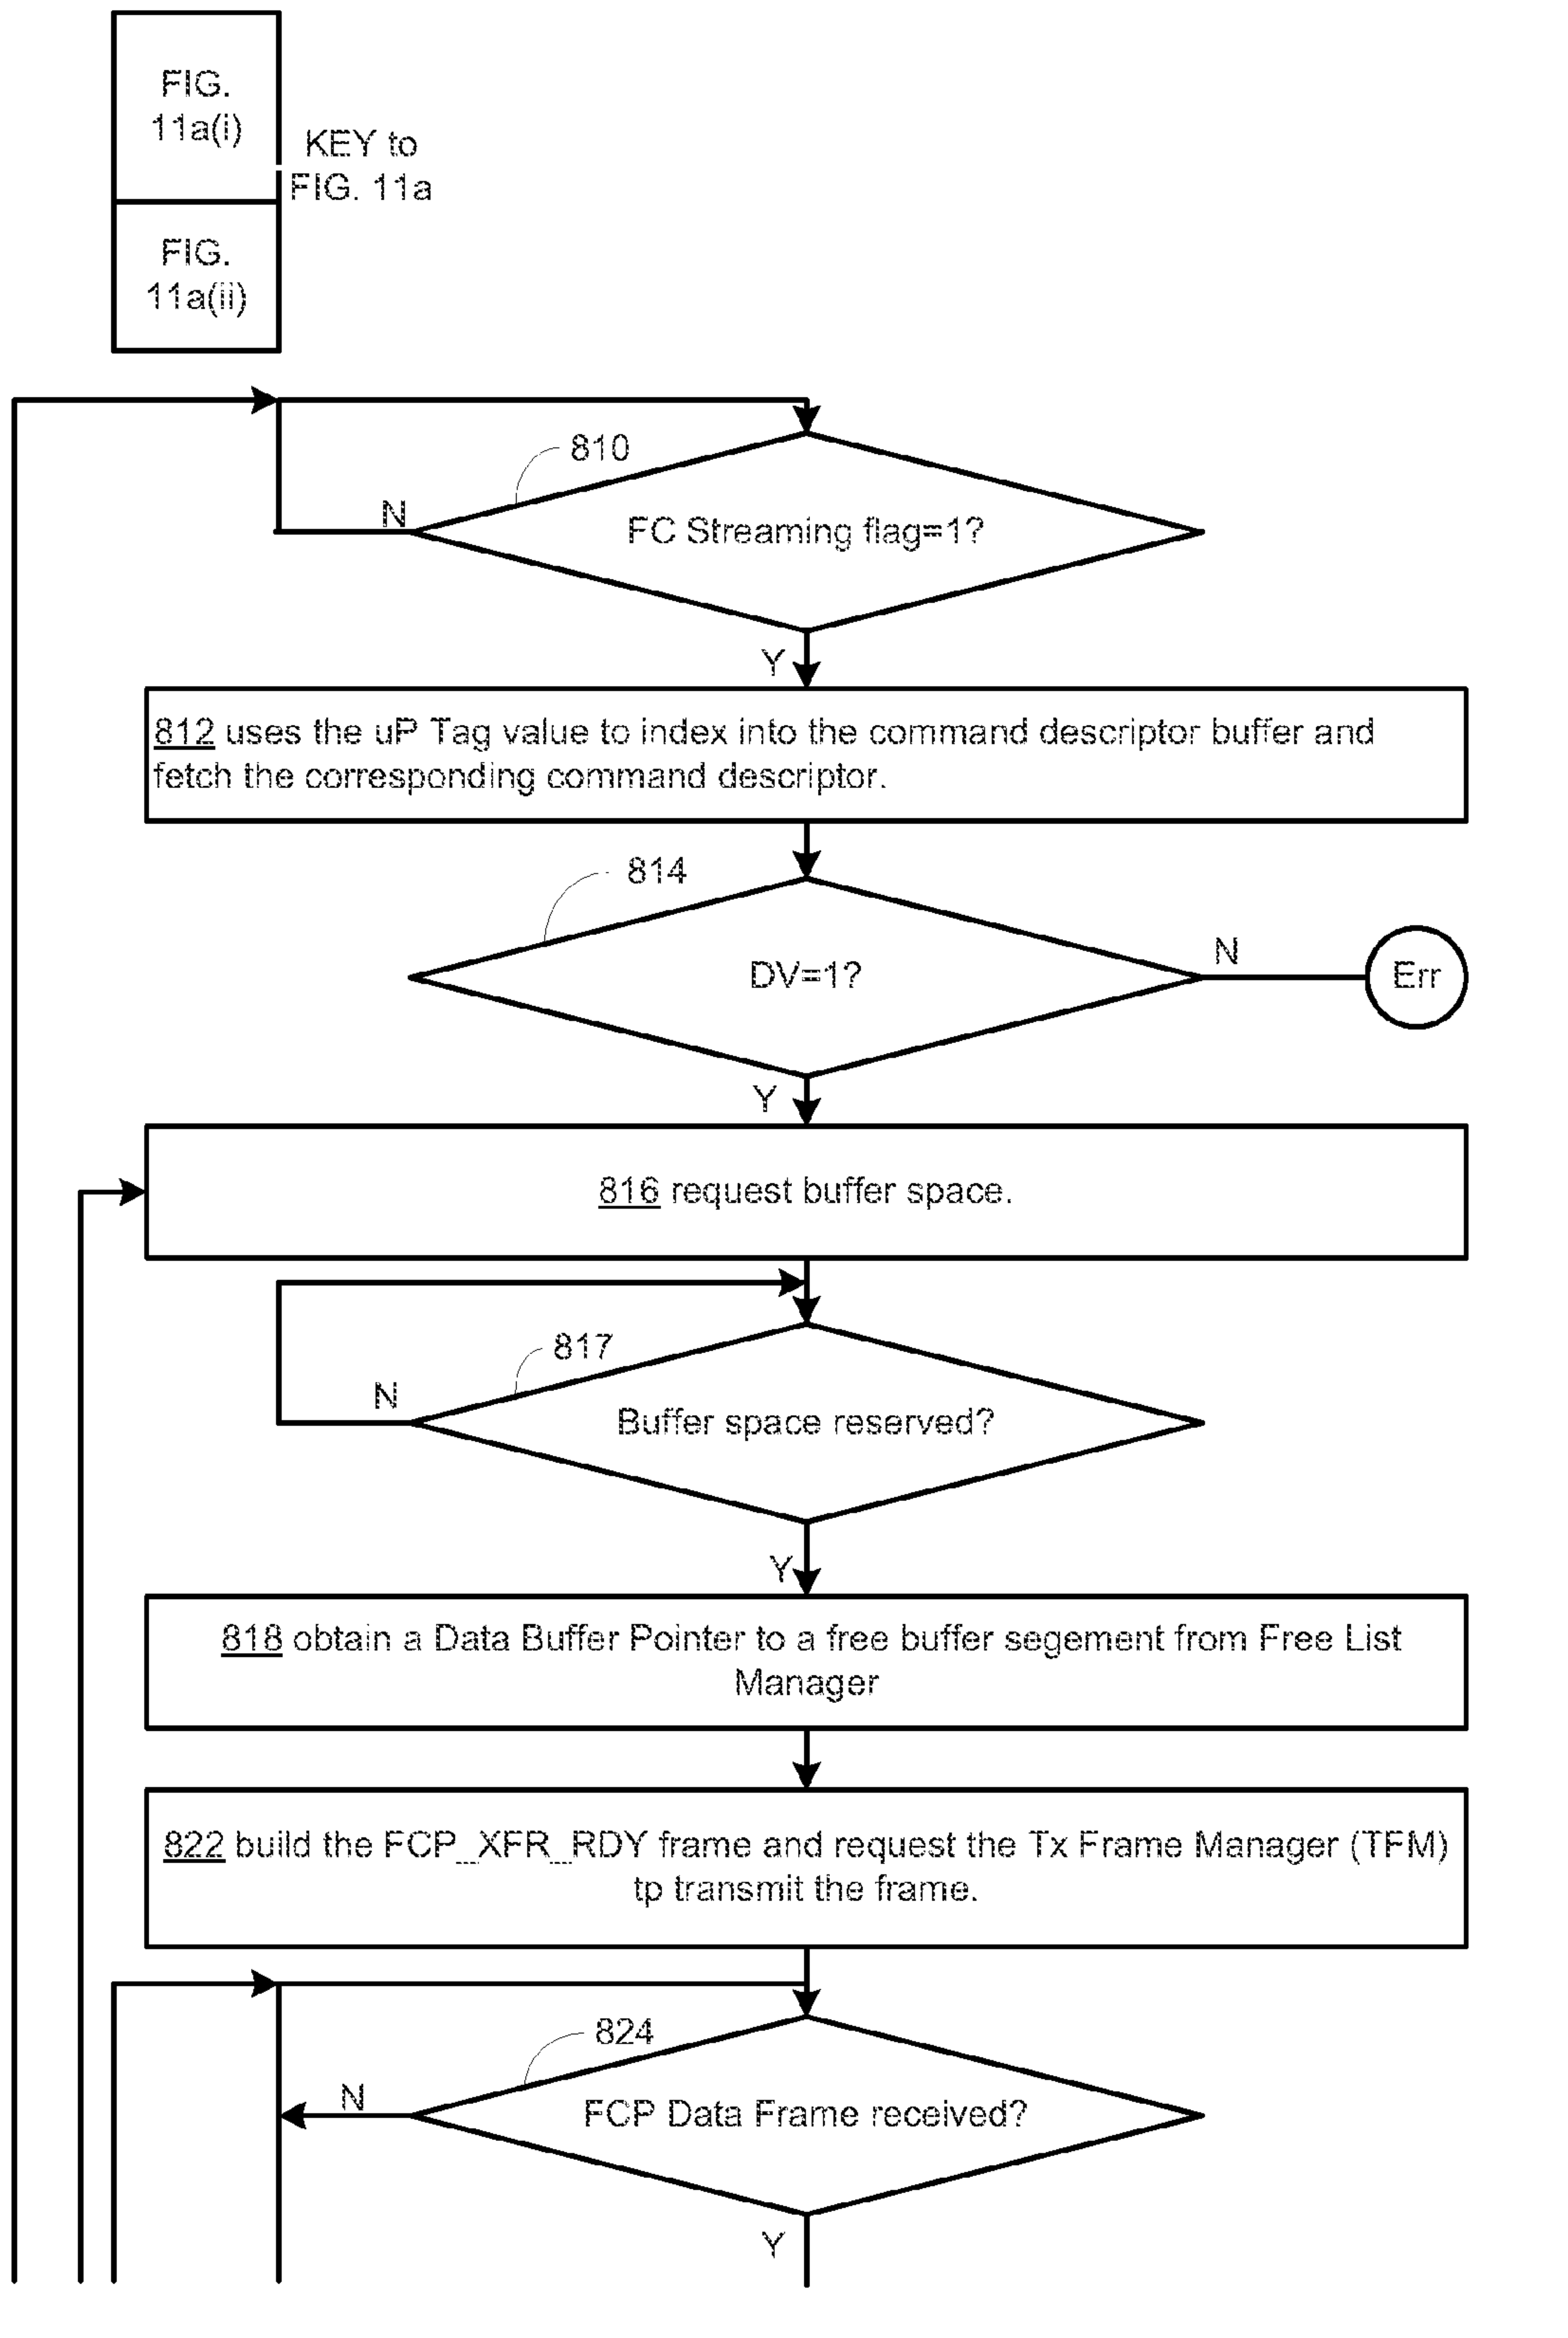 FIG.
11a(i)
KEY to
FIG. 11a
FIG.
11a(ii)
810
N
FC Streaming flag=1?
Y
812 uses the uP Tag value to index into the command descriptor buffer and
fetch the corresponding command descriptor.
814
DV=1?
N
Err
Y
816 request buffer space.
817
N
Buffer space reserved?
Y
818 obtain a Data Buffer Pointer to a free buffer segement from Free List
Manager
822 build the FCP_XFR_RDY frame and request the Tx Frame Manager (TFM)
tp transmit the frame.
824
N
FCP Data Frame received?
Y